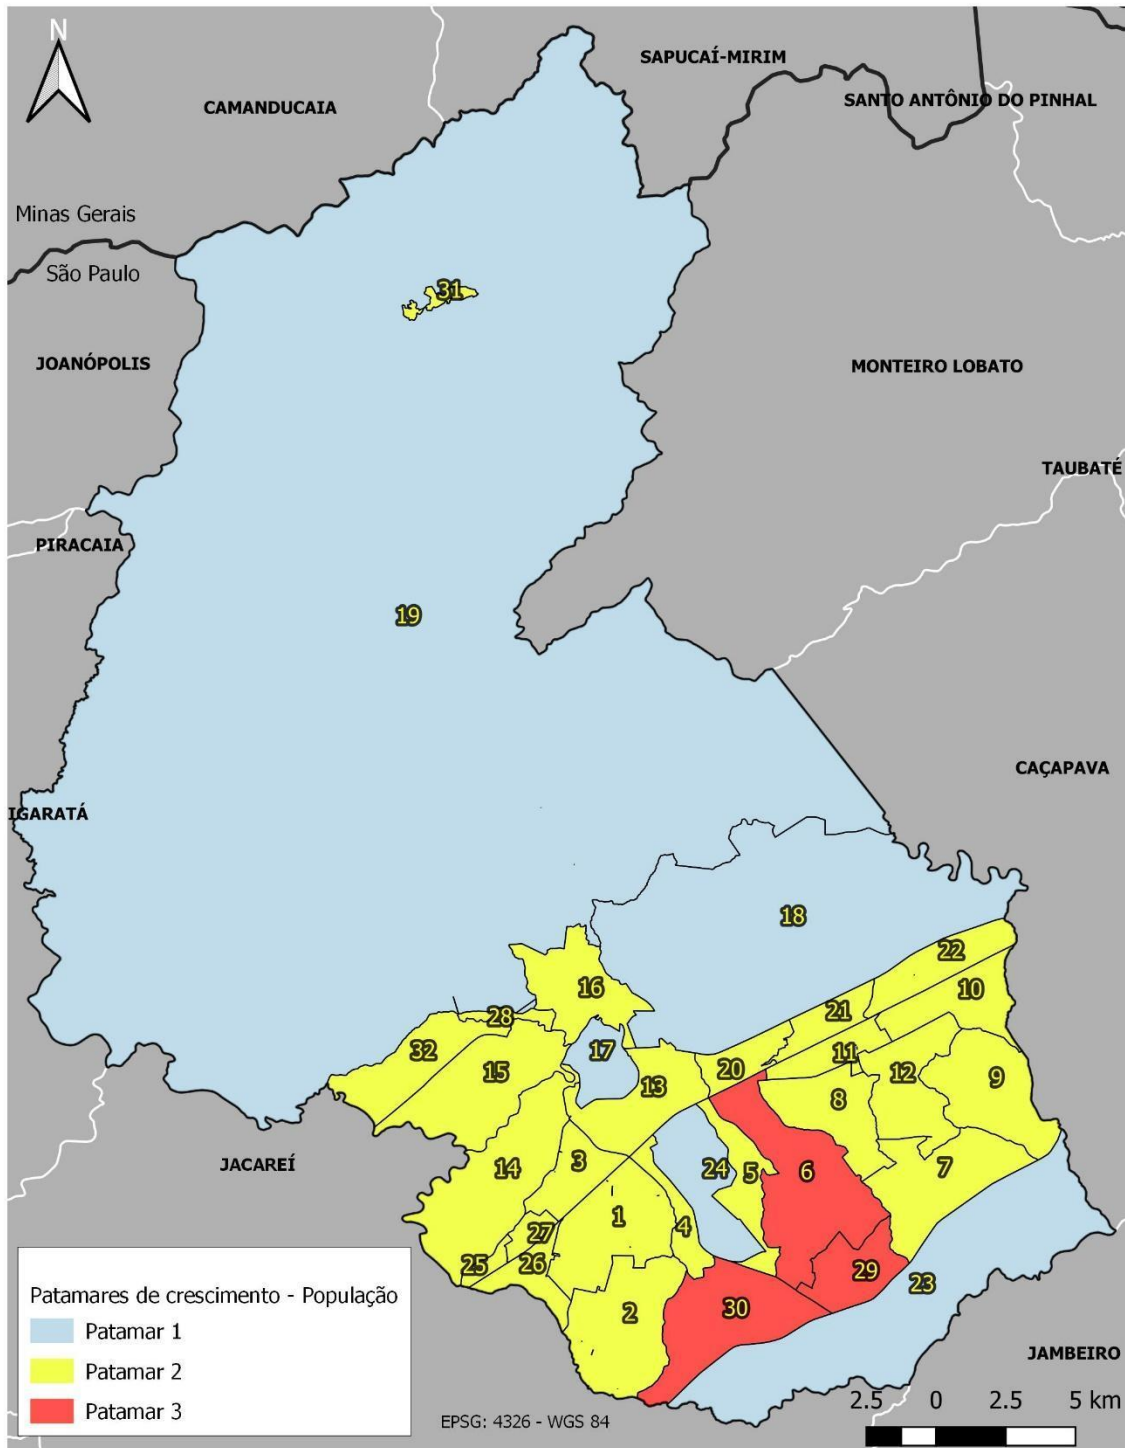 N
SAPUCAÍ-MIRIM
CAMANDUCAIA
SANTO ANTÔNIO DO PINHAL
Minas Gerais
São Paulo
31
JOANÓPOLIS
MONTEIRO LOBATO
TAUBATÉ
PIRACAIA
19
CAÇAPAVA
IGARATÁ
18
22
16
10
28
21
32
17
11
15
20
12
9
13
8
JACAREÍ
14
3
24
5
6
7
1
4
27
25
26
29
23
2
30
Patamares de crescimento - População
Patamar 1
Patamar 2
Patamar 3
JAMBEIRO
2.5 0 2.5 5 km
EPSG: 4326 - WGS 84